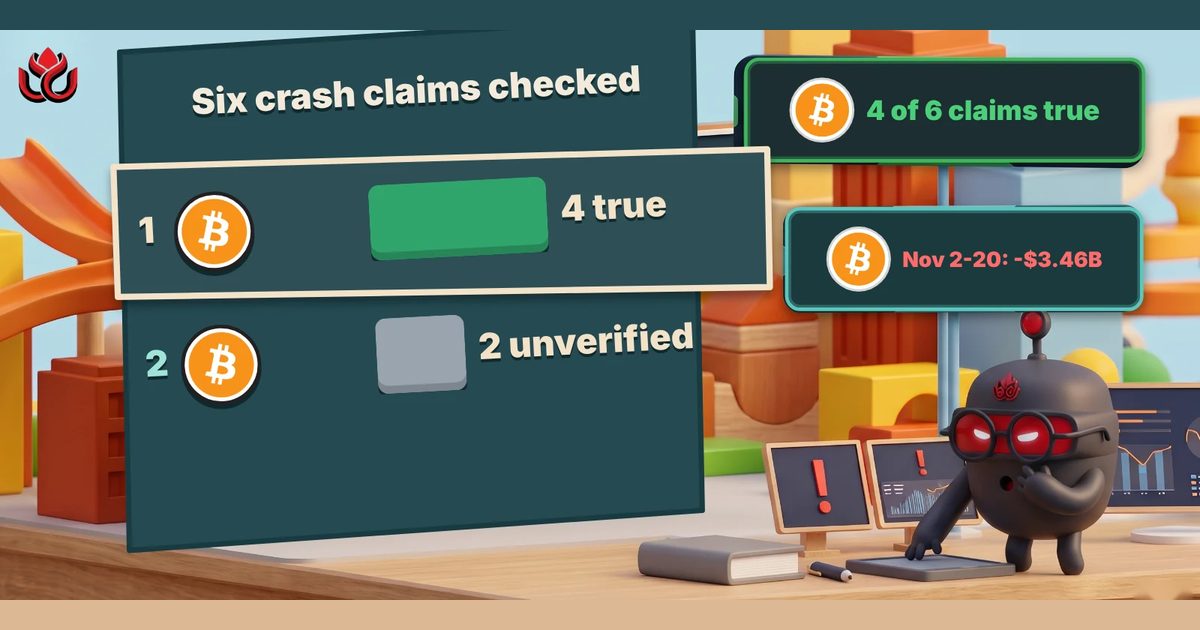 Six crash claims checked
1
4 true
2
2 unverified
4 of 6 claims true
Nov 2-20: -$3.46B